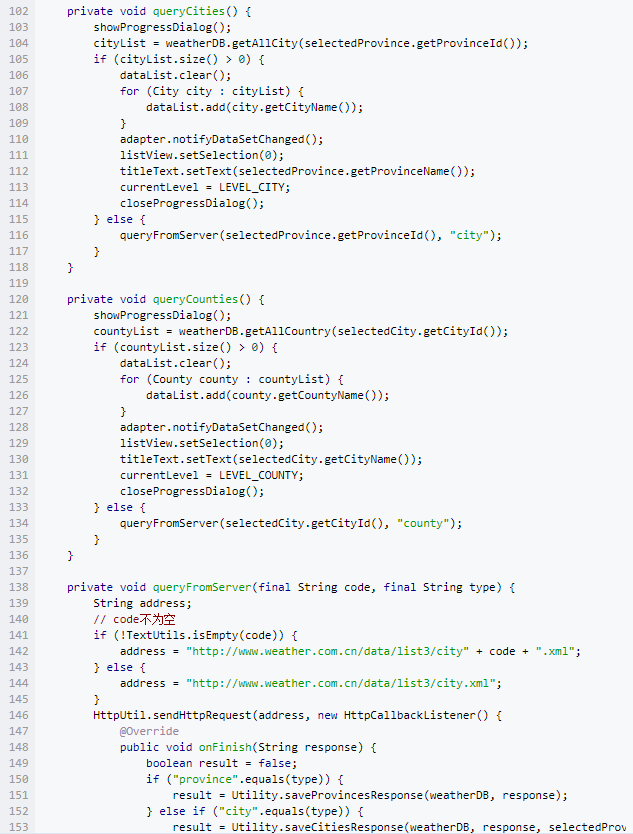 102 private void queryCities() {
103 showProgressDialog();
104 cityList = weatherDB.getAllCity(selectedProvince.getProvinceId());
105 if (cityList.size() > 0) {
106 dataList.clear();
107 for (City city : cityList) {
108 dataList.add(city.getCityName());
109 }
110 adapter.notifyDataSetChanged();
111 listView.setSelection(0);
112 titleText.setText(selectedProvince.getProvinceName());
113 currentLevel = LEVEL_CITY;
114 closeProgressDialog();
115 } else {
116 queryFromServer(selectedProvince.getProvinceId(), "city");
117 }
118 }
119
120 private void queryCounties() {
121 showProgressDialog();
122 countyList = weatherDB.getAllCountry(selectedCity.getCityId());
123 if (countyList.size() > 0) {
124 dataList.clear();
125 for (County county : countyList) {
126 dataList.add(county.getCountyName());
127 }
128 adapter.notifyDataSetChanged();
129 listView.setSelection(0);
130 titleText.setText(selectedCity.getCityName());
131 currentLevel = LEVEL_COUNTY;
132 closeProgressDialog();
133 } else {
134 queryFromServer(selectedCity.getCityId(), "county");
135 }
136 }
137
138 private void queryFromServer(final String code, final String type) {
139 String address;
140 // code不为空
141 if (!TextUtils.isEmpty(code)) {
142 address = "http://www.weather.com.cn/data/list3/city" + code + ".xml";
143 } else {
144 address = "http://www.weather.com.cn/data/list3/city.xml";
145 }
146 HttpUtil.sendHttpRequest(address, new HttpCallbackListener() {
147 @Override
148 public void onFinish(String response) {
149 boolean result = false;
150 if ("province".equals(type)) {
151 result = Utility.saveProvincesResponse(weatherDB, response);
152 } else if ("city".equals(type)) {
153 result = Utility.saveCitiesResponse(weatherDB, response, selectedProv